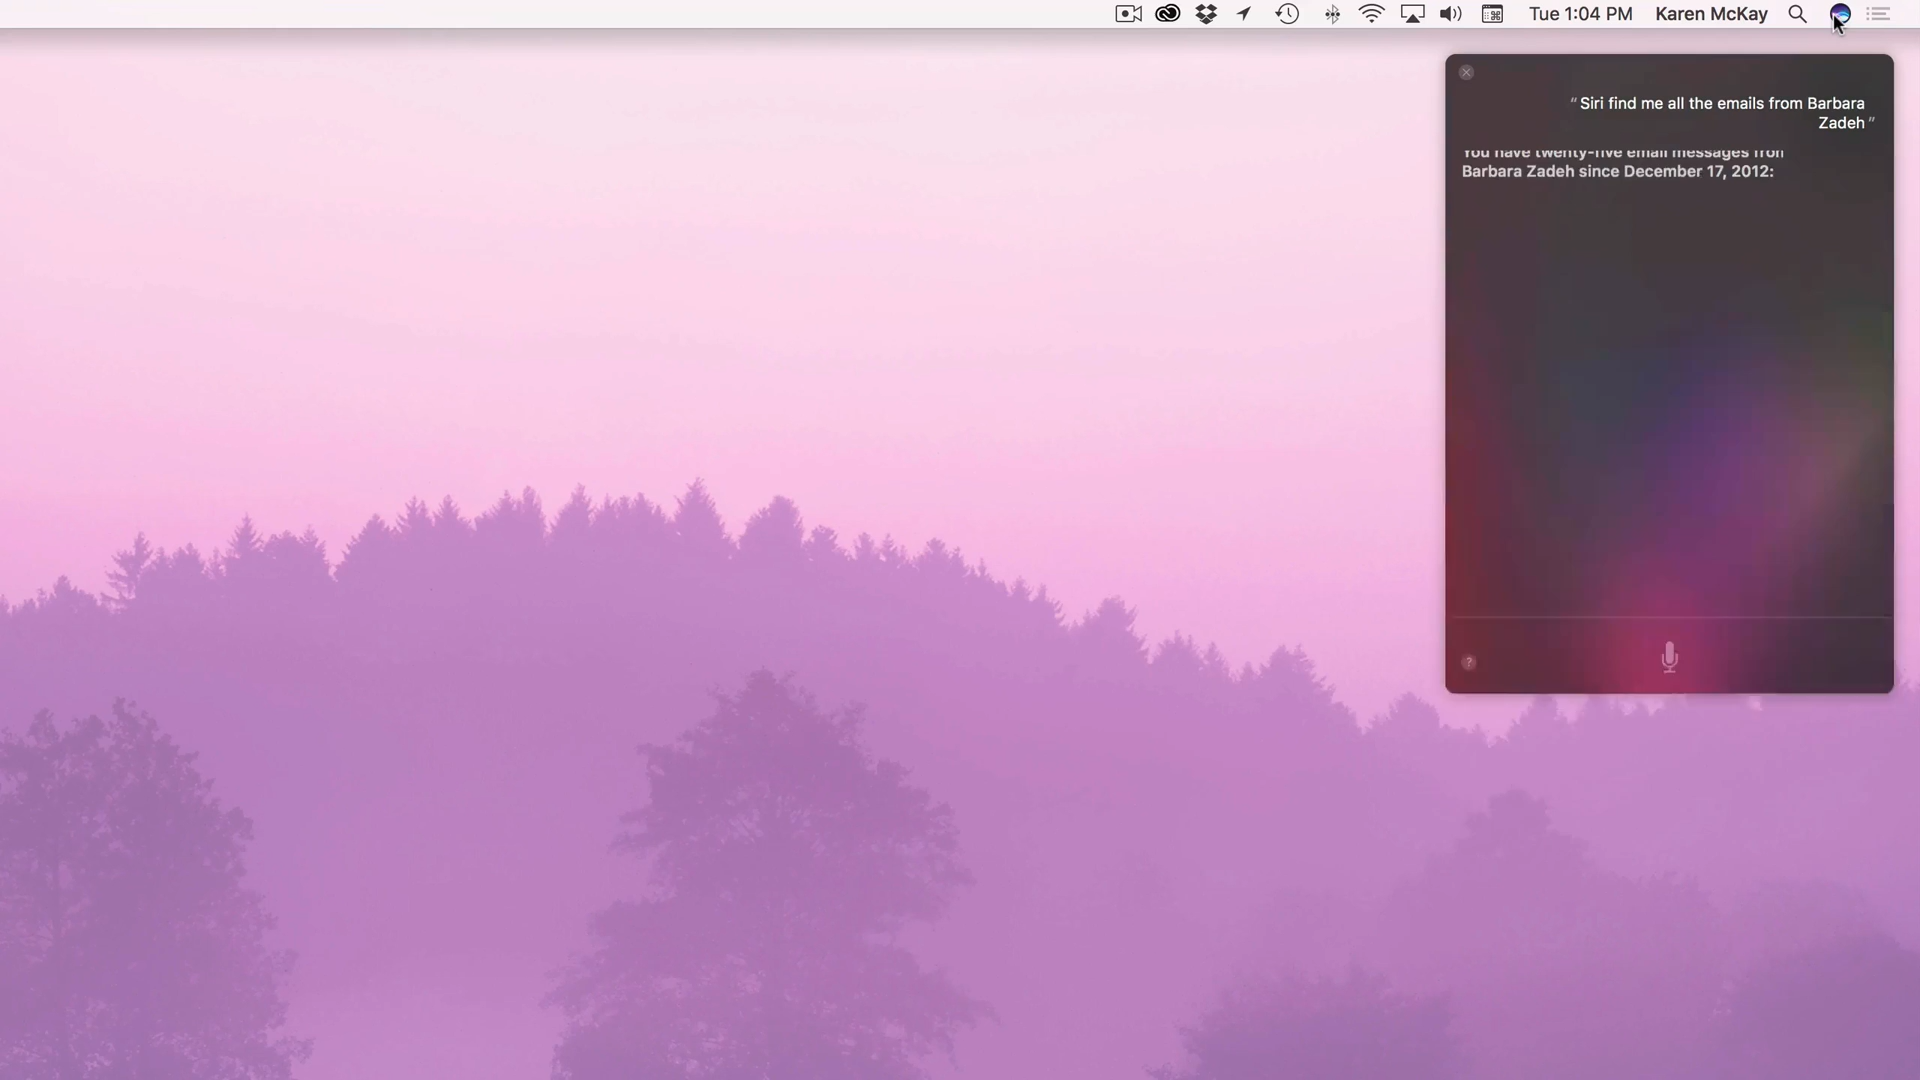 Tue 1:04 PM Karen McKay
“ Siri find me all the emails from Barbara
Zadeh ”
You have twenty-five email messages from
Barbara Zadeh since December 17, 2012:
?